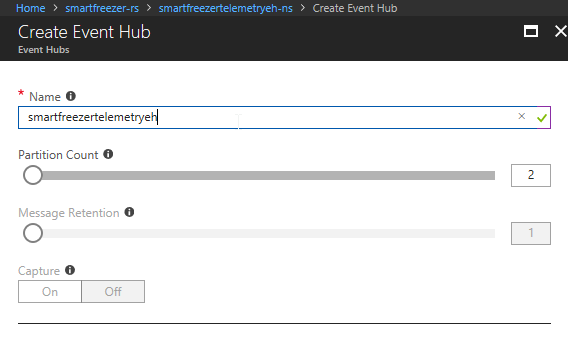 Home > smartfreezer-rs > smartfreezertelemetryeh-ns > Create Event Hub
Create Event Hub
Event Hubs
* Name
smartfreezertelemetryeh
Partition Count
2
Message Retention
1
Capture
On Off